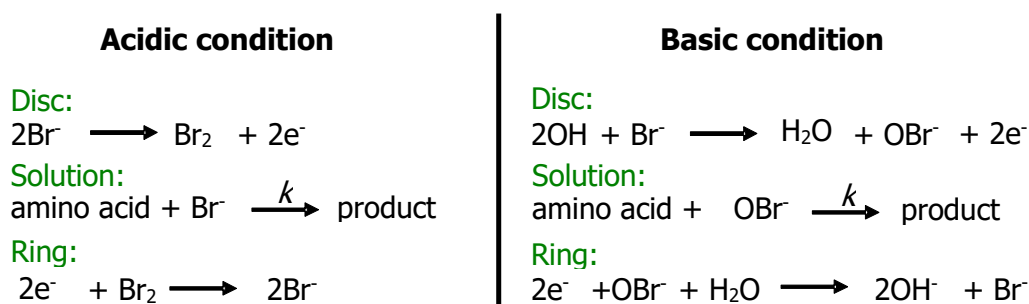 Acidic condition
Disc:
2Br⁻ ⟶ Br₂ + 2e⁻
Solution:
amino acid + Br⁻ ⟶ k product
Ring:
2e⁻ + Br₂ ⟶ 2Br⁻
Basic condition
Disc:
2OH + Br⁻ ⟶ H₂O + OBr⁻ + 2e⁻
Solution:
amino acid + OBr⁻ ⟶ k product
Ring:
2e⁻ +OBr⁻ + H₂O ⟶ 2OH⁻ + Br⁻